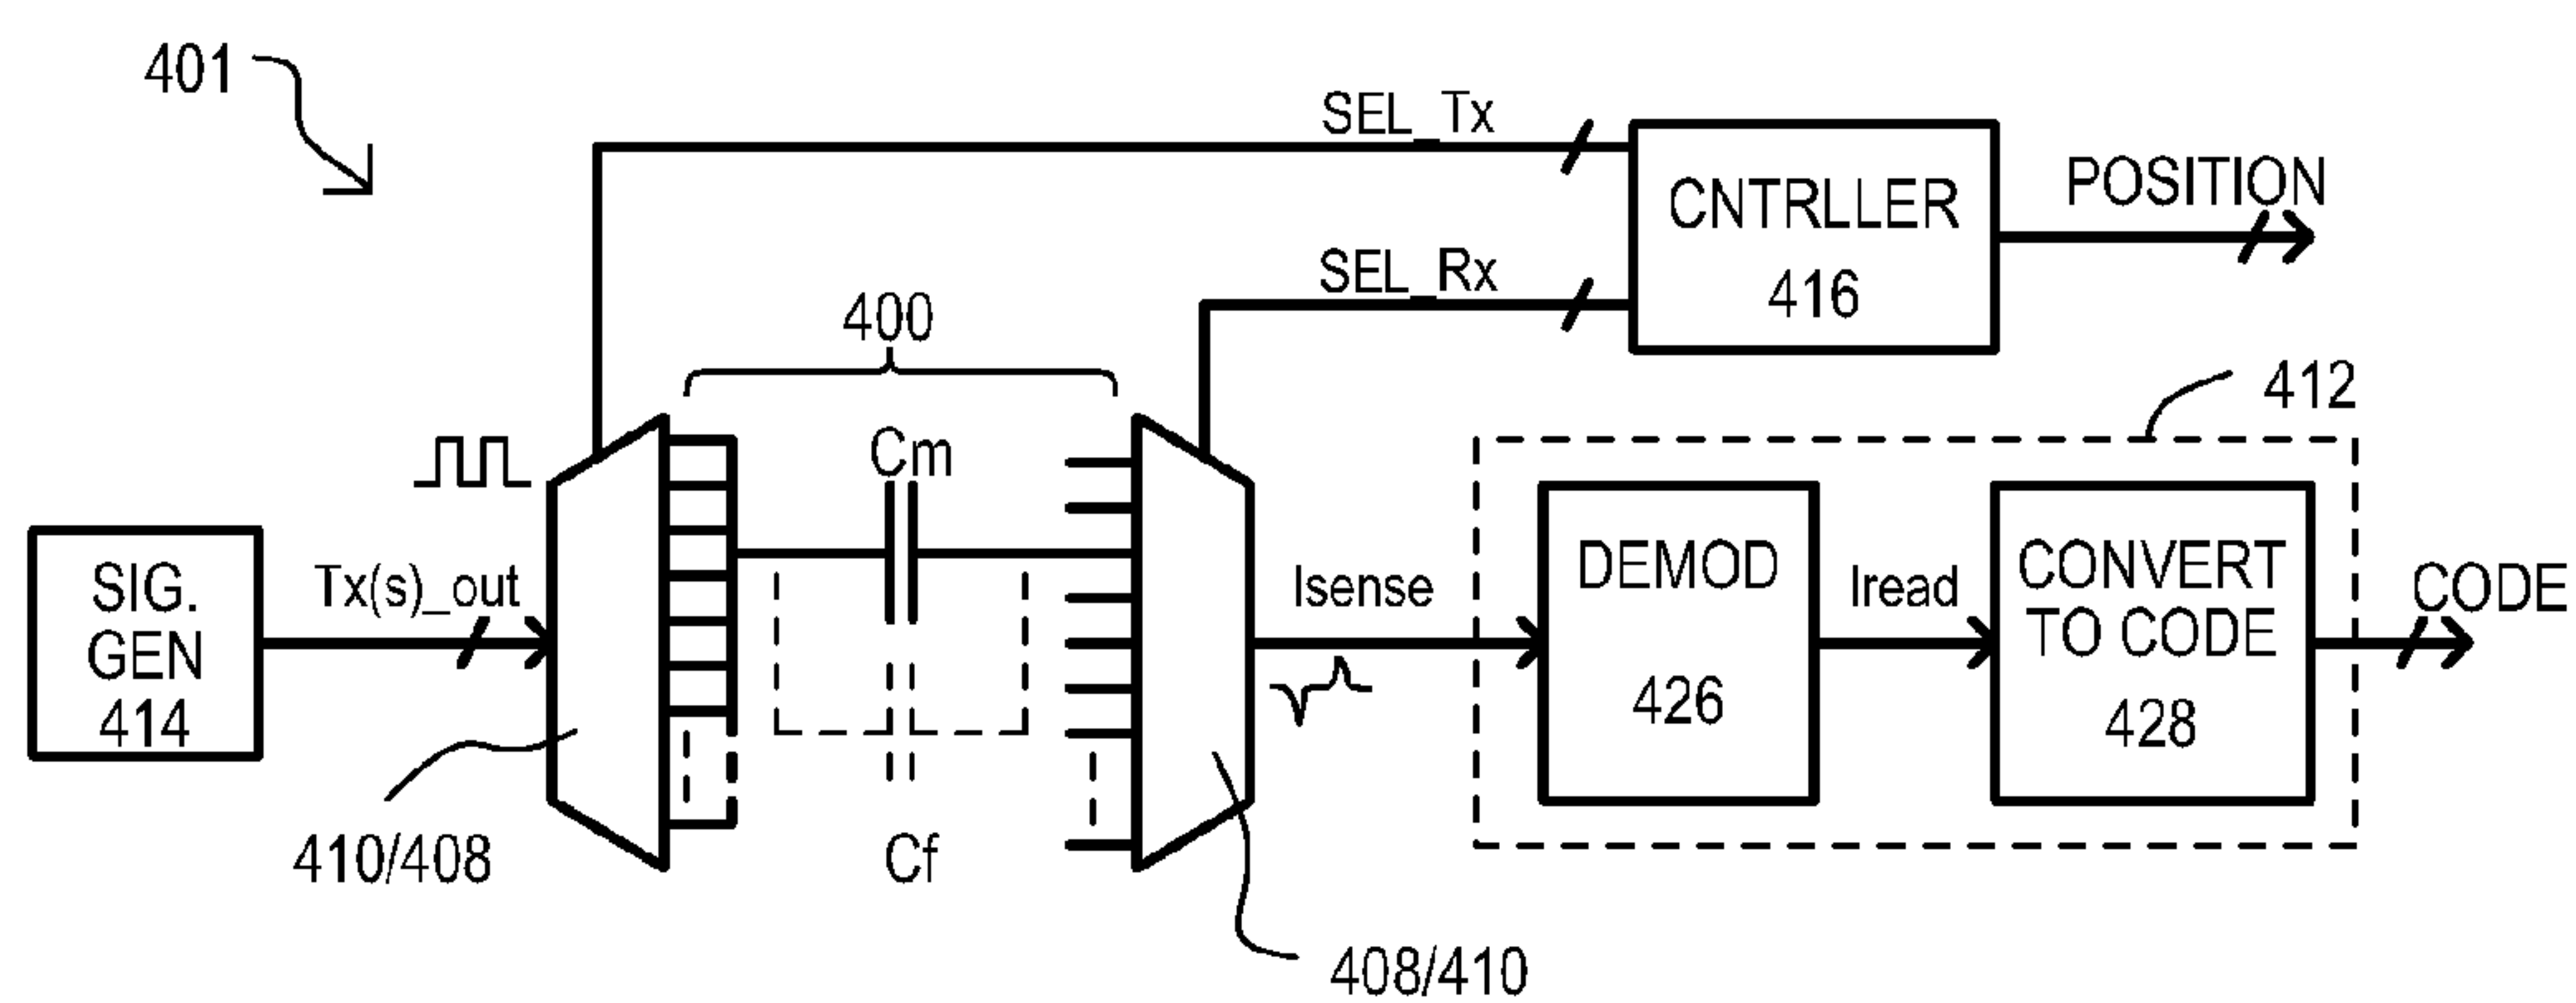 401
SEL_Tx
CNTRLLER
416
POSITION
SEL_Rx
400
412
Cm
SIG.
GEN
414
Tx(s)_out
Isense
DEMOD
426
Iread
CONVERT
TO CODE
428
CODE
410/408
Cf
408/410